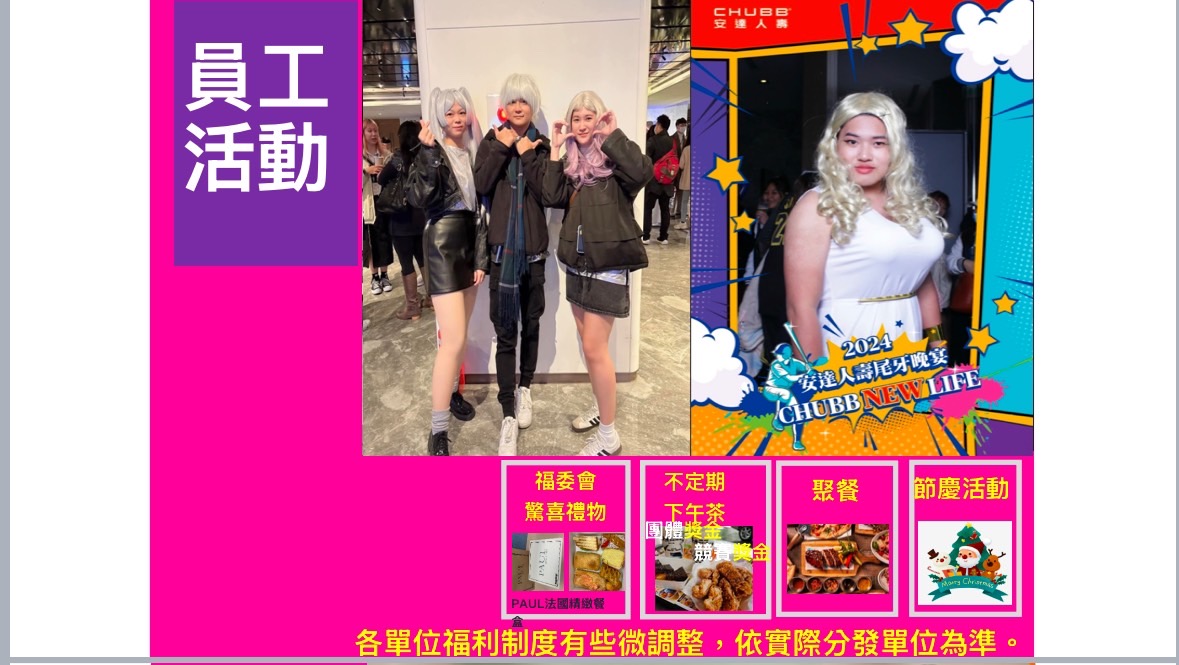 員工
活動
CHUBB
安達人壽
2024
安達人壽尾牙晚宴
CHUBB NEW LIFE
福委會
驚喜禮物
PAUL法國精緻餐
盒
不定期
下午茶
團體獎金
競賽獎金
聚餐
節慶活動
Merry Christmas
各單位福利制度有些微調整，依實際分發單位為準。